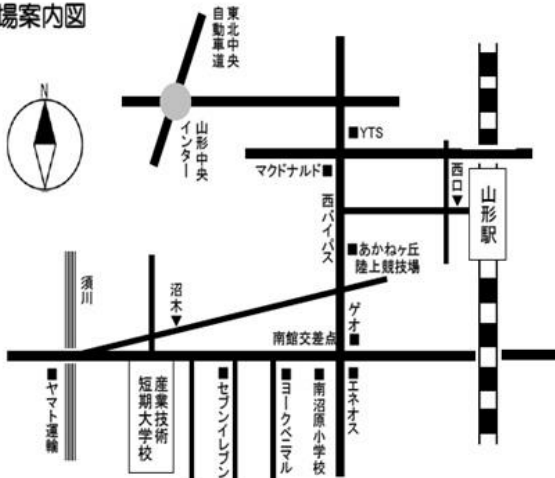 場案内図
東北中央
自動車道
N
山形中央
インター
■YTS
マクドナルド■
西口▼
山形駅
西バイパス
■あかねヶ丘
陸上競技場
須川
沼木▼
ゲオ■
南館交差点
■ヤマト運輸
産業技術
短期大学校
■セブンイレブン
■ヨークベニマル
■南沼原小学校
■エネオス